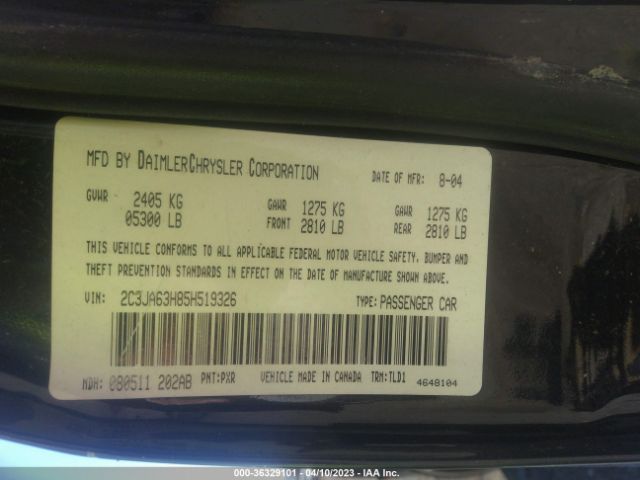 MFD BY DAIMLERCHRYSLER CORPORATION DATE OF MFR: 8-04
GVWR 2405 KG GAWR 1275 KG GAWR 1275 KG
05300 LB FRONT 2810 LB REAR 2810 LB
THIS VEHICLE CONFORMS TO ALL APPLICABLE FEDERAL MOTOR VEHICLE SAFETY, BUMPER AND
THEFT PREVENTION STANDARDS IN EFFECT ON THE DATE OF MANUFACTURE SHOWN ABOVE.
VIN: 2C3JA63H85H519326 TYPE: PASSENGER CAR
MDH: 080511 202AB PNT:PXR VEHICLE MADE IN CANADA TRM:TLD1 4648104
000-36329101 - 04/10/2023 - IAA Inc.